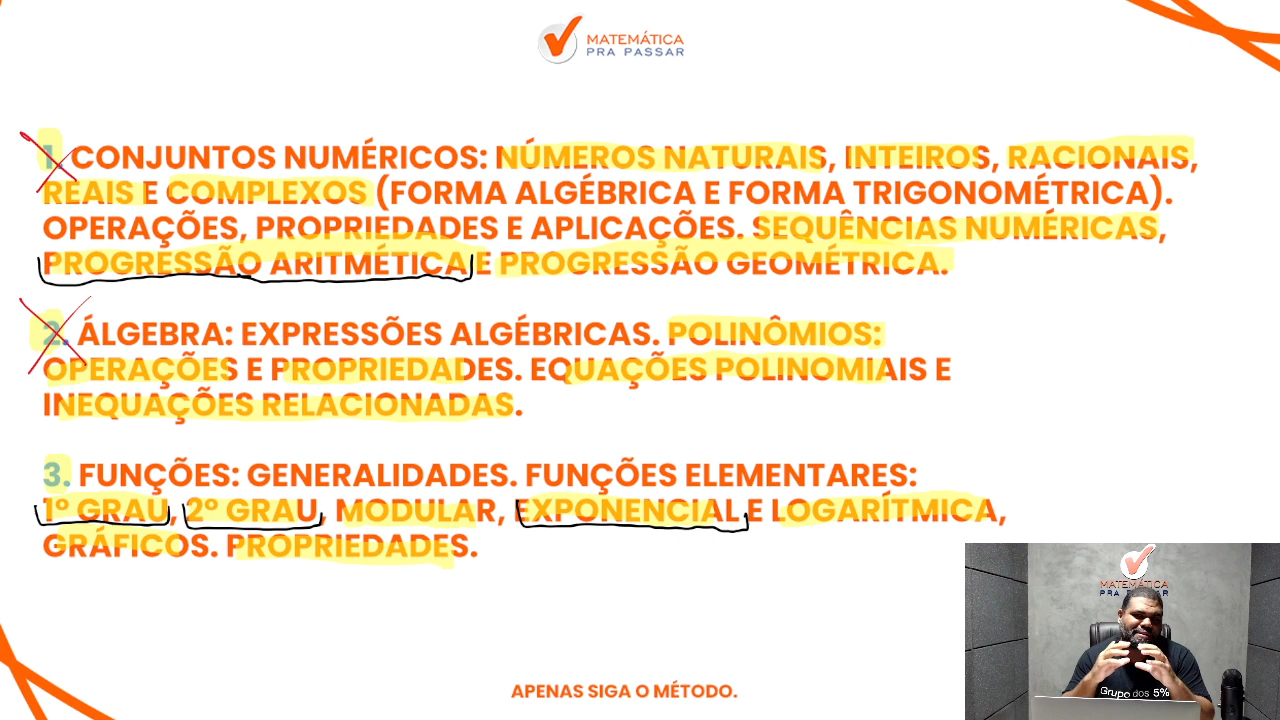 MATEMÁTICA
PRA PASSAR
1. CONJUNTOS NUMÉRICOS: NÚMEROS NATURAIS, INTEIROS, RACIONAIS,
REAIS E COMPLEXOS (FORMA ALGÉBRICA E FORMA TRIGONOMÉTRICA).
OPERAÇÕES, PROPRIEDADES E APLICAÇÕES. SEQUÊNCIAS NUMÉRICAS,
PROGRESSÃO ARITMÉTICA E PROGRESSÃO GEOMÉTRICA.
2. ÁLGEBRA: EXPRESSÕES ALGÉBRICAS. POLINÔMIOS:
OPERAÇÕES E PROPRIEDADES. EQUAÇÕES POLINOMIAIS E
INEQUAÇÕES RELACIONADAS.
3. FUNÇÕES: GENERALIDADES. FUNÇÕES ELEMENTARES:
1º GRAU, 2º GRAU, MODULAR, EXPONENCIAL E LOGARÍTMICA,
GRÁFICOS. PROPRIEDADES.
MATEMÁTICA
PRA PASSAR
Grupo dos 5%
APENAS SIGA O MÉTODO.